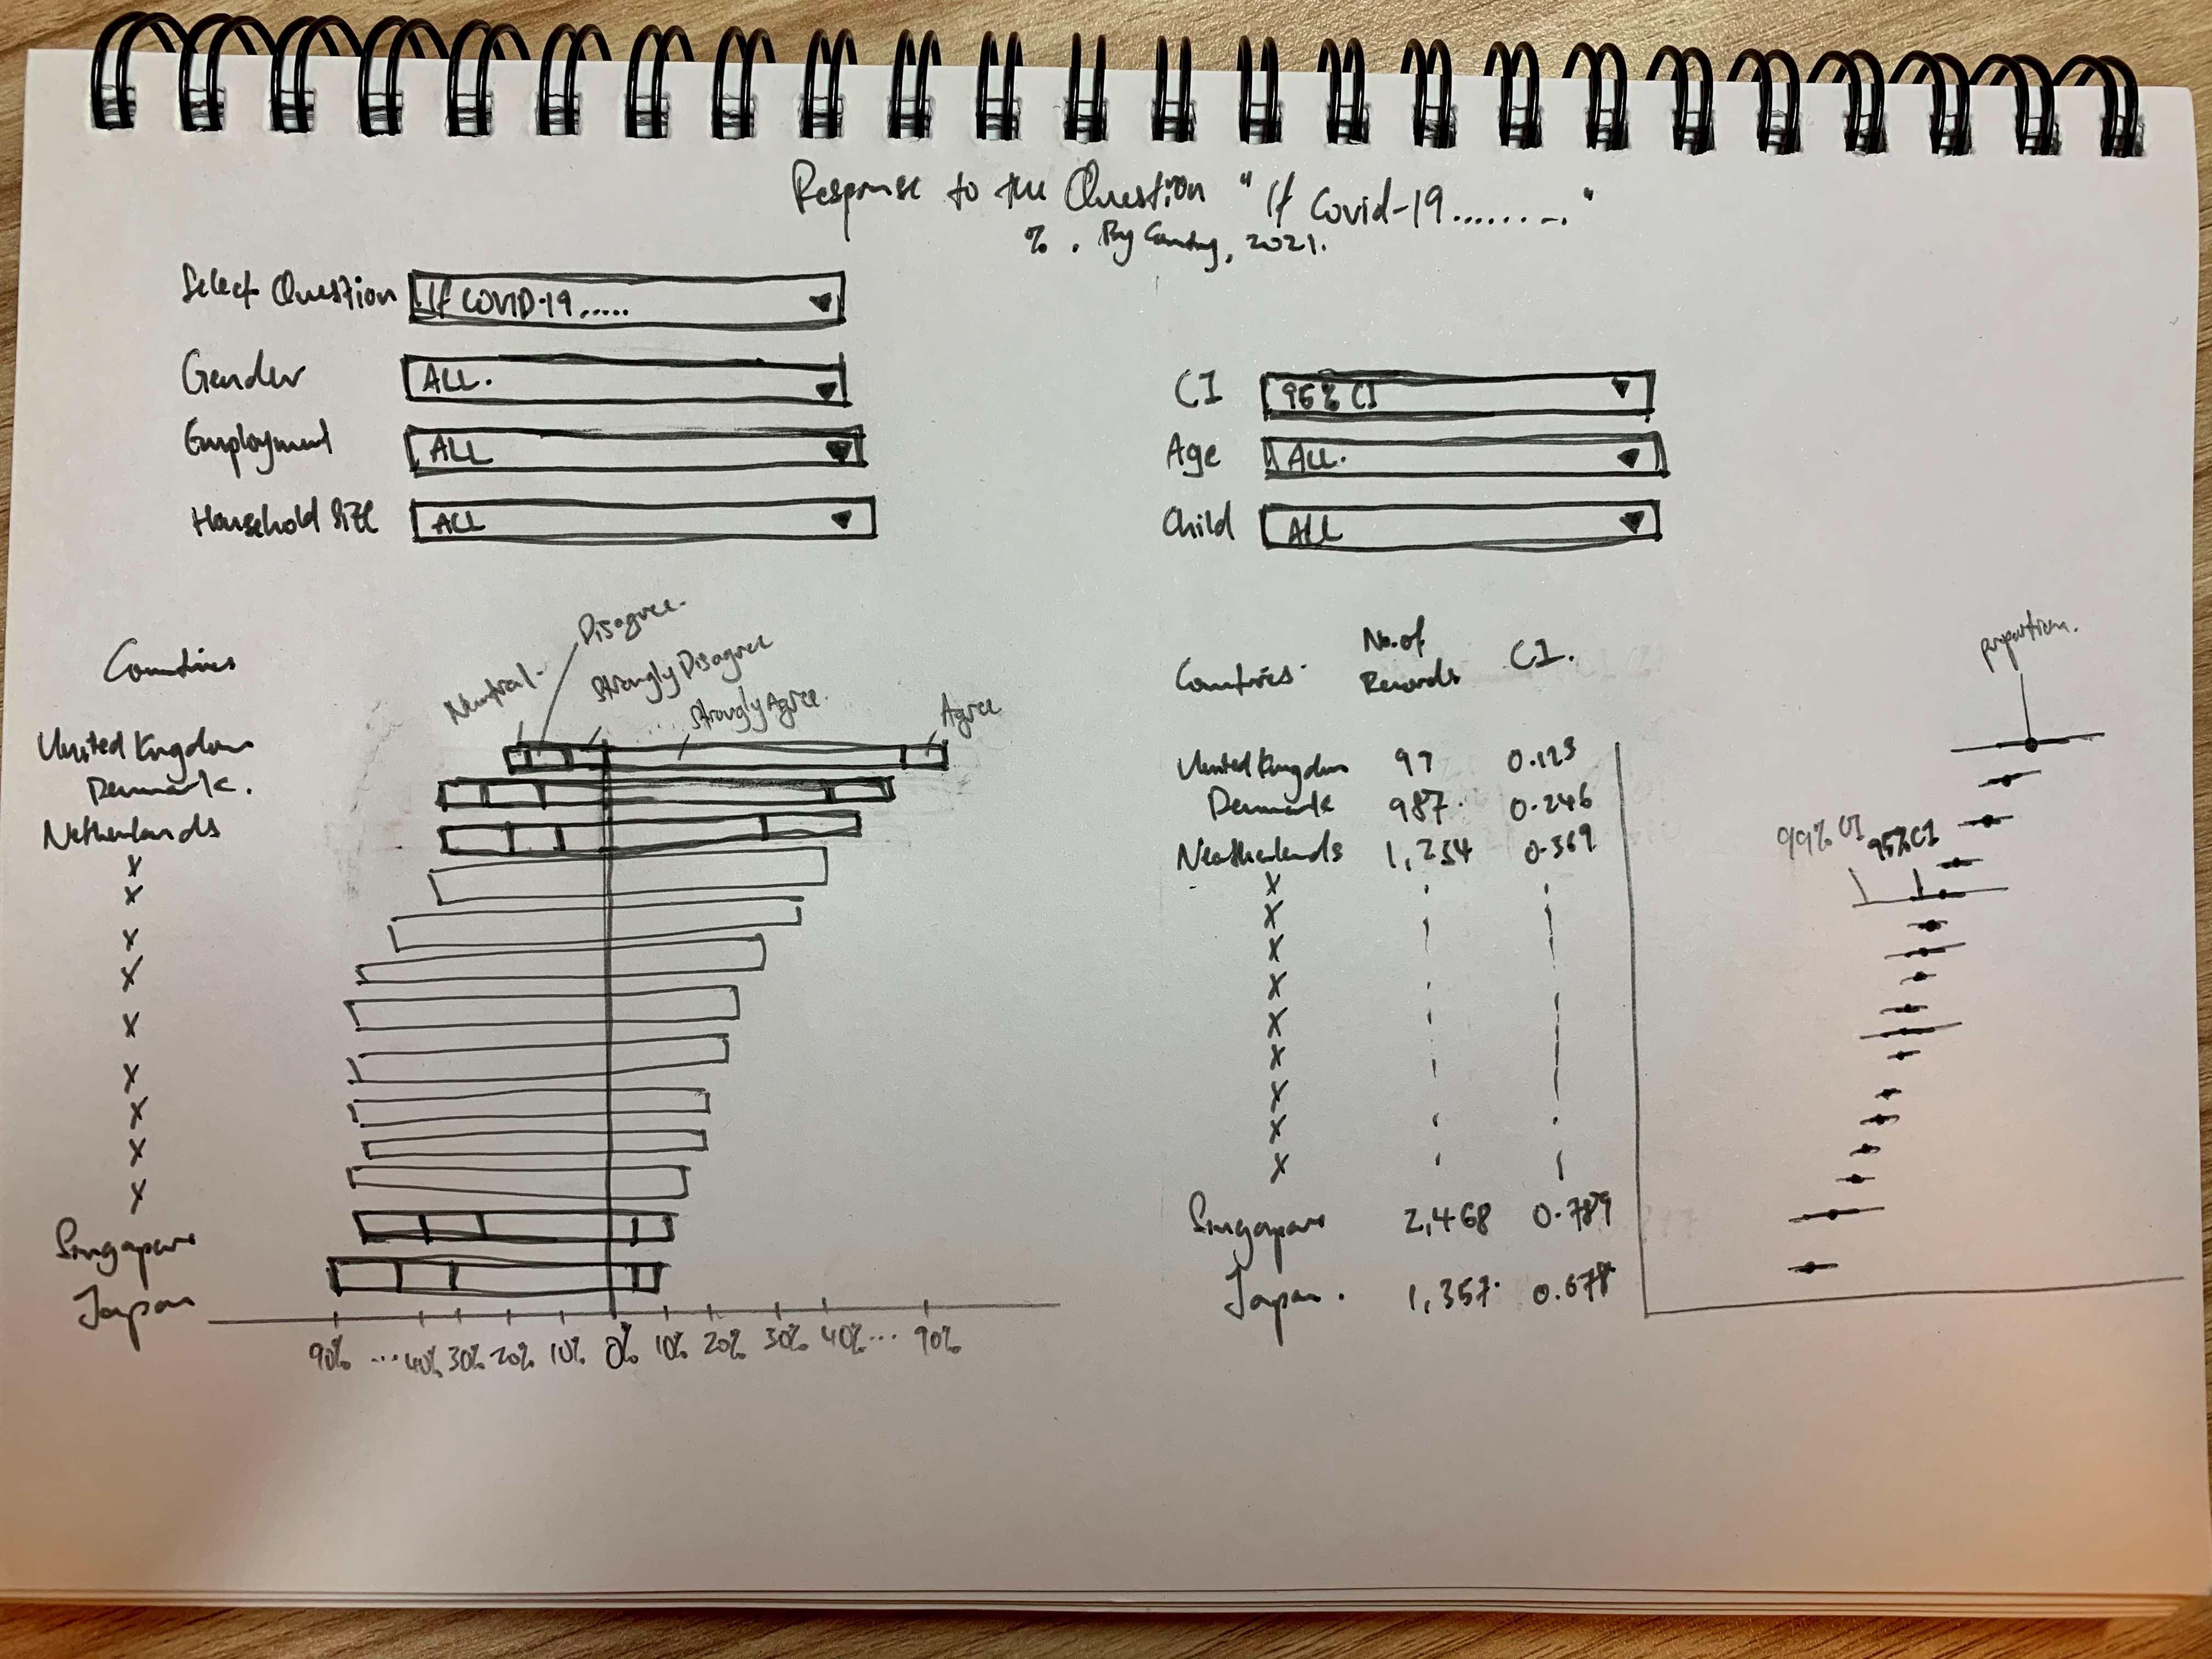 Response to the Question "If Covid-19........"
%. By Country, 2021.
Select Question If COVID-19.....
Gender ALL.
Employment ALL
Household Size ALL
CI 95% CI
Age ALL.
Child ALL
Countries
Neutral
Disagree.
Strongly Disagree
Strongly Agree.
Agree
United Kingdom
Denmark.
Netherlands
X
X
X
X
X
X
X
X
X
Singapore
Japan
90% ... 40% 30% 20% 10% 0% 10% 20% 30% 40% ... 90%
Countries No. of Records CI.
United Kingdom 97 0.123
Denmark 987 0.246
Neatherlands 1,234 0.369
X
X
X
X
X
X
X
X
X
Singapore 2,468 0.789
Japan. 1,357 0.678
proportion.
99% CI 95% CI